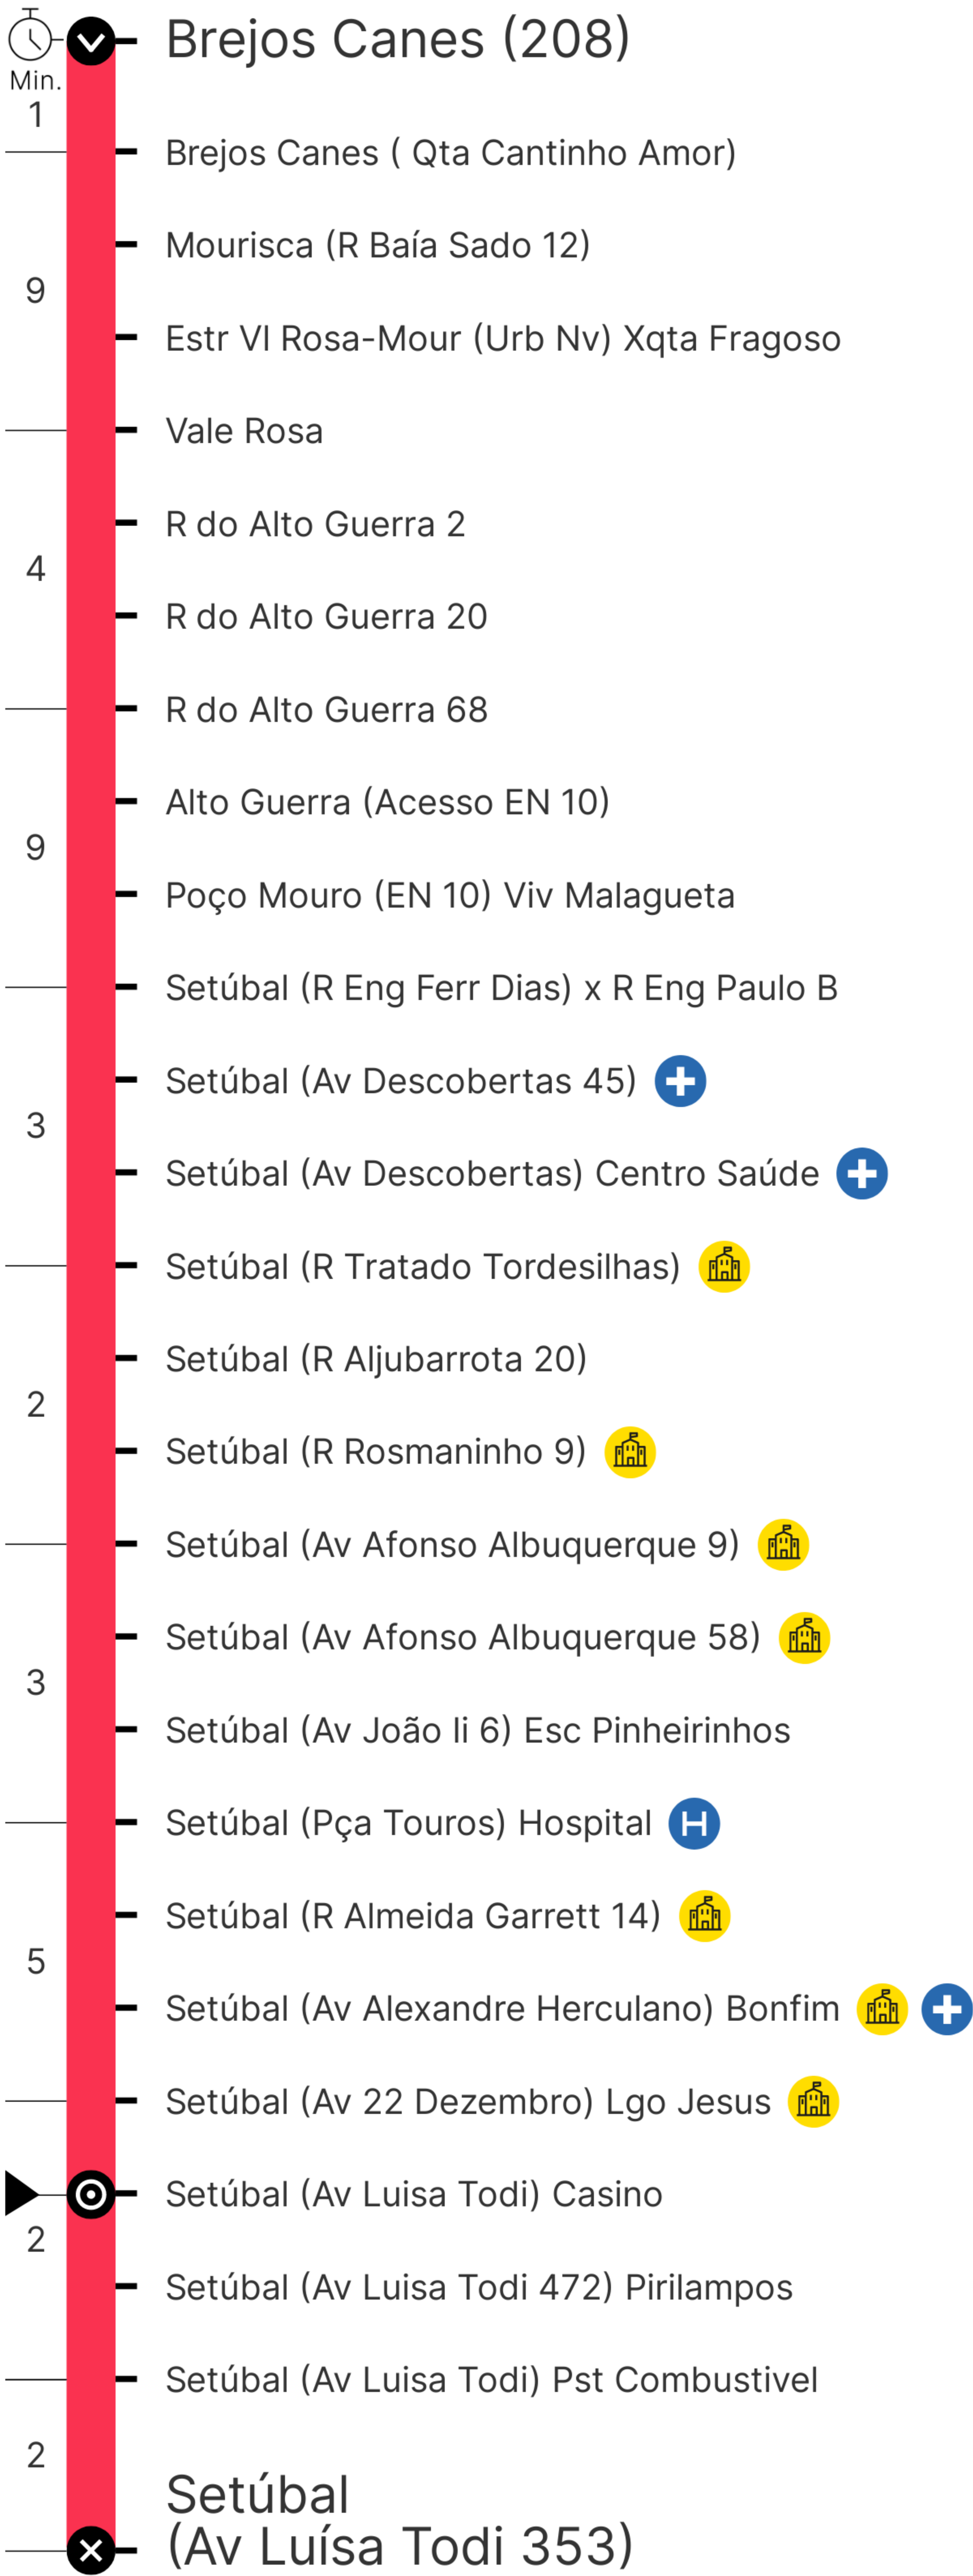 Brejos Canes (208)
Min.
1
Brejos Canes ( Qta Cantinho Amor)
Mourisca (R Baía Sado 12)
9
Estr Vl Rosa-Mour (Urb Nv) Xqta Fragoso
Vale Rosa
R do Alto Guerra 2
4
R do Alto Guerra 20
R do Alto Guerra 68
Alto Guerra (Acesso EN 10)
9
Poço Mouro (EN 10) Viv Malagueta
Setúbal (R Eng Ferr Dias) x R Eng Paulo B
Setúbal (Av Descobertas 45)
3
Setúbal (Av Descobertas) Centro Saúde
Setúbal (R Tratado Tordesilhas)
Setúbal (R Aljubarrota 20)
2
Setúbal (R Rosmaninho 9)
Setúbal (Av Afonso Albuquerque 9)
Setúbal (Av Afonso Albuquerque 58)
3
Setúbal (Av João Ii 6) Esc Pinheirinhos
Setúbal (Pça Touros) Hospital H
Setúbal (R Almeida Garrett 14)
5
Setúbal (Av Alexandre Herculano) Bonfim
Setúbal (Av 22 Dezembro) Lgo Jesus
Setúbal (Av Luisa Todi) Casino
2
Setúbal (Av Luisa Todi 472) Pirilampos
Setúbal (Av Luisa Todi) Pst Combustivel
2
Setúbal
(Av Luísa Todi 353)